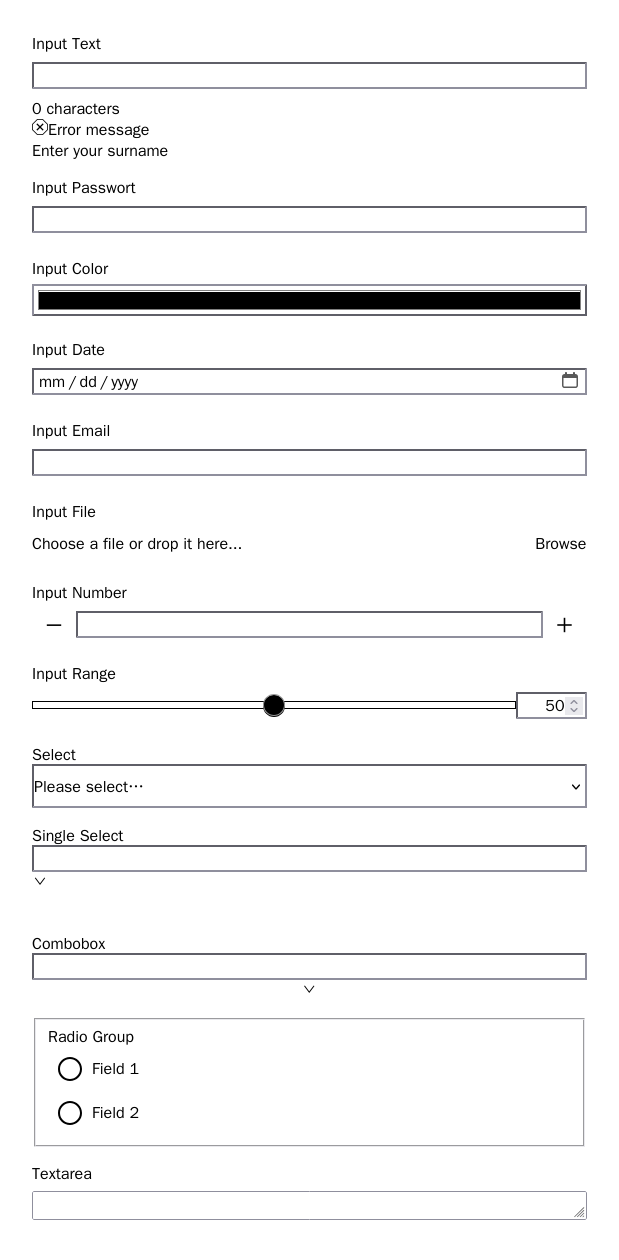 Input Text
0 characters
Error message
Enter your surname
Input Passwort
Input Color
Input Date
mm / dd / yyyy
Input Email
Input File
Choose a file or drop it here...
Browse
Input Number
Input Range
50
Select
Please select…
Single Select
Combobox
Radio Group
Field 1
Field 2
Textarea